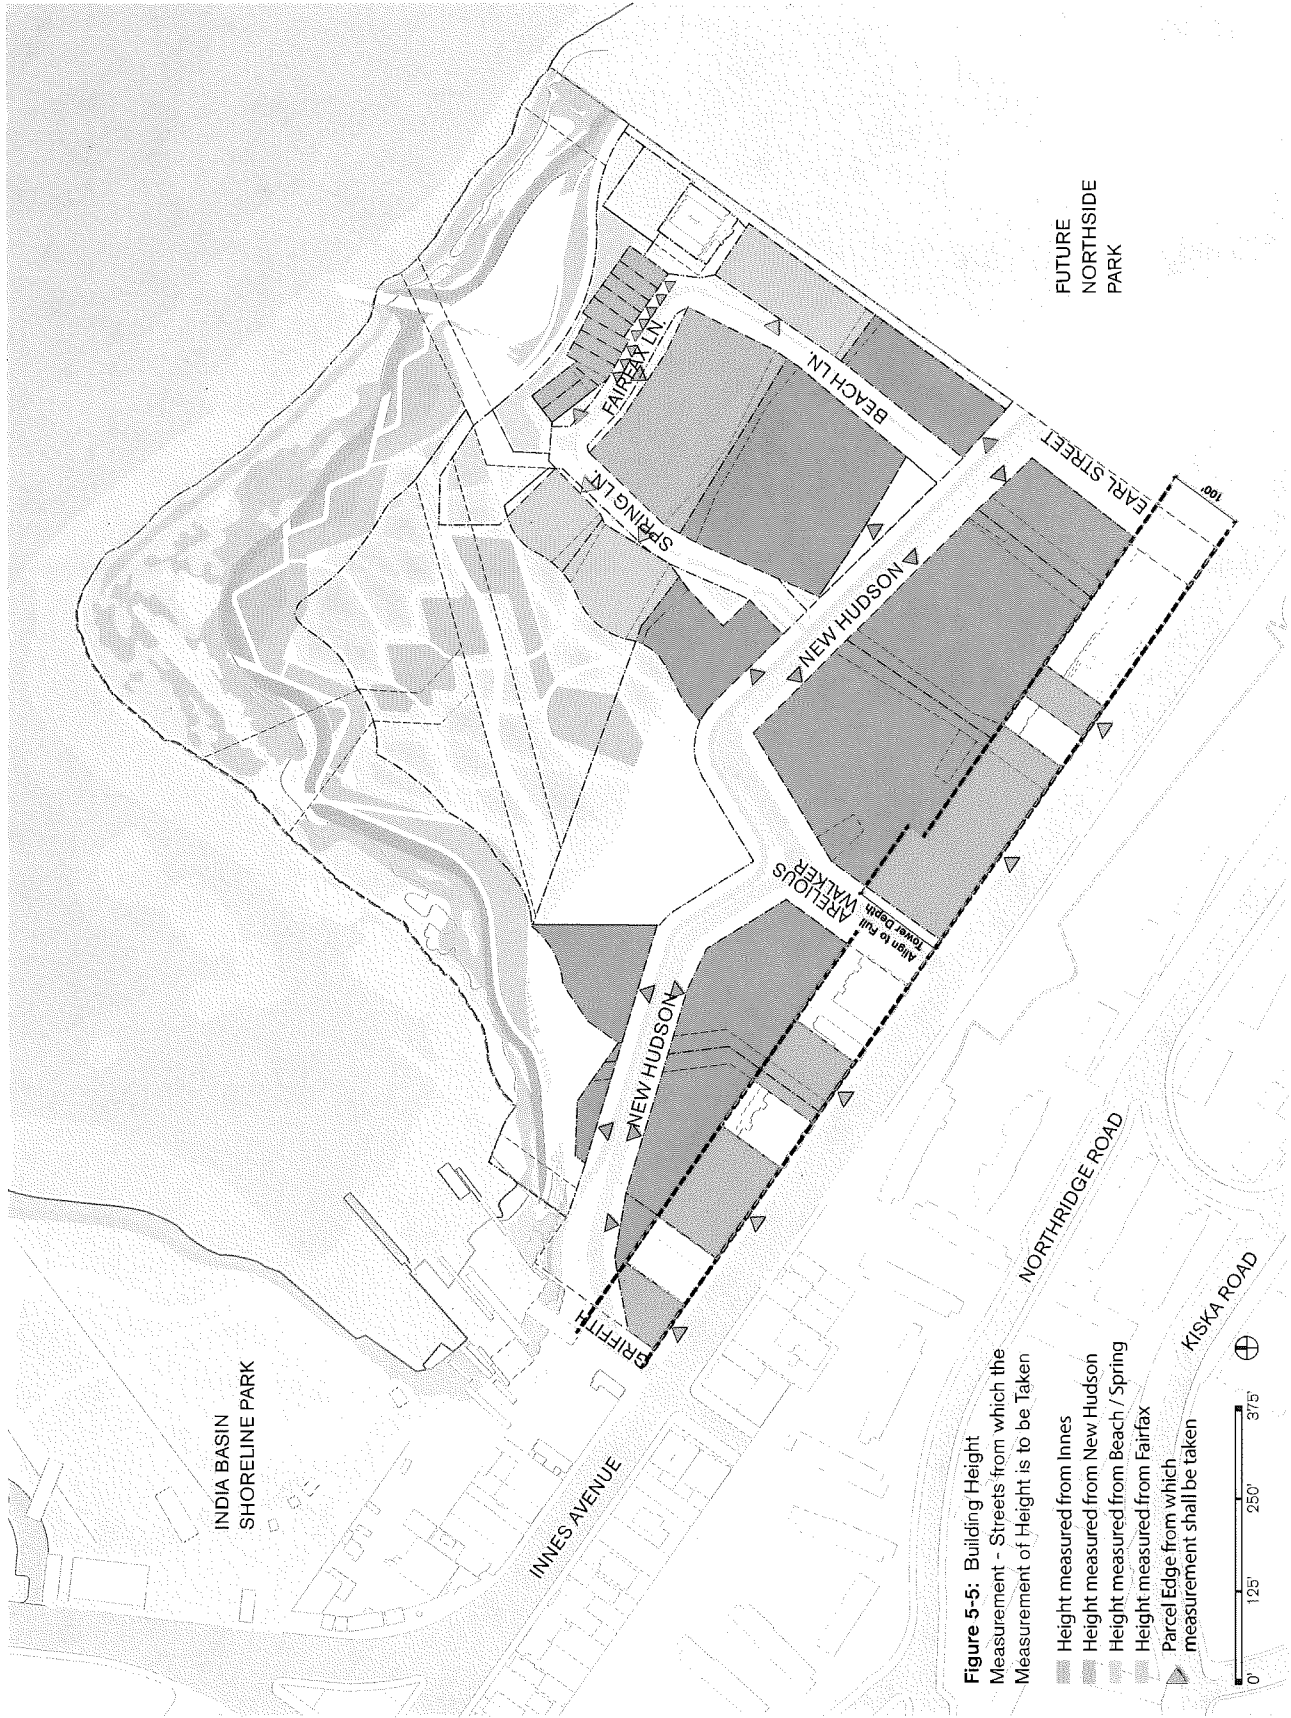 INDIA BASIN
SHORELINE PARK
FUTURE
NORTHSIDE
PARK
FAIRFAX LN.
SPRING LN.
BEACH LN.
NEW HUDSON
NEW HUDSON
EARL STREET
100'
ARELIOUS
WALKER
Align to Full
Tower Depth
GRIFFITH
INNES AVENUE
NORTHRIDGE ROAD
KISKA ROAD
Figure 5-5: Building Height
Measurement - Streets from which the
Measurement of Height is to be Taken
Height measured from Innes
Height measured from New Hudson
Height measured from Beach / Spring
Height measured from Fairfax
Parcel Edge from which
measurement shall be taken
0' 125' 250' 375'